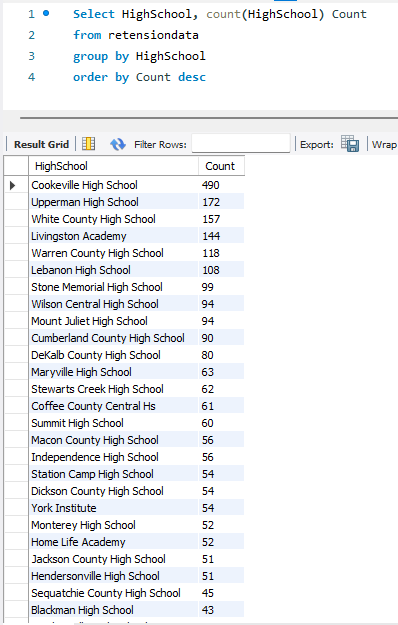 1 Select HighSchool, count(HighSchool) Count
2 from retensiondata
3 group by HighSchool
4 order by Count desc
Result Grid Filter Rows: Export: Wrap
HighSchool Count
Cookeville High School 490
Upperman High School 172
White County High School 157
Livingston Academy 144
Warren County High School 118
Lebanon High School 108
Stone Memorial High School 99
Wilson Central High School 94
Mount Juliet High School 94
Cumberland County High School 90
DeKalb County High School 80
Maryville High School 63
Stewarts Creek High School 62
Coffee County Central Hs 61
Summit High School 60
Macon County High School 56
Independence High School 56
Station Camp High School 54
Dickson County High School 54
York Institute 54
Monterey High School 52
Home Life Academy 52
Jackson County High School 51
Hendersonville High School 51
Sequatchie County High School 45
Blackman High School 43